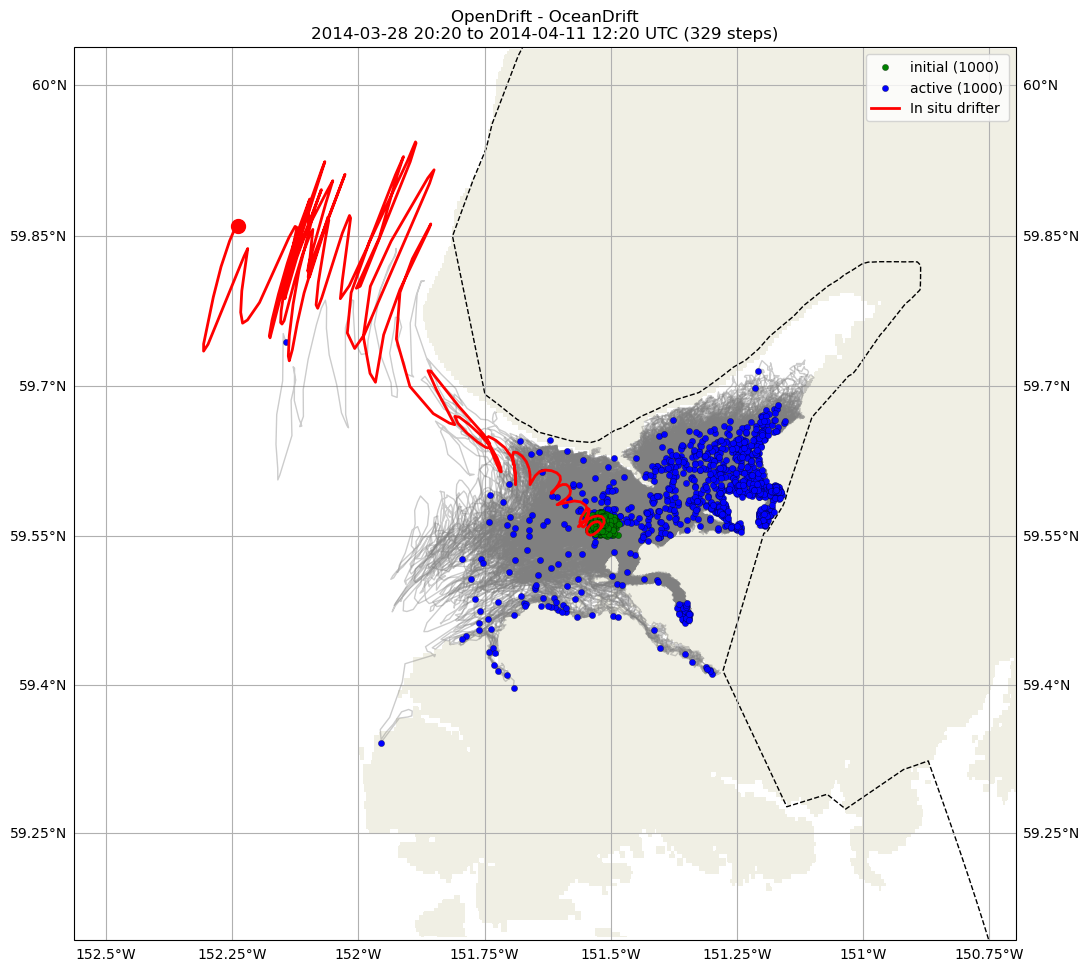 OpenDrift - OceanDrift
2014-03-28 20:20 to 2014-04-11 12:20 UTC (329 steps)
initial (1000)
active (1000)
In situ drifter
60°N
60°N
59.85°N
59.85°N
59.7°N
59.7°N
59.55°N
59.55°N
59.4°N
59.4°N
59.25°N
59.25°N
152.5°W 152.25°W 152°W 151.75°W 151.5°W 151.25°W 151°W 150.75°W